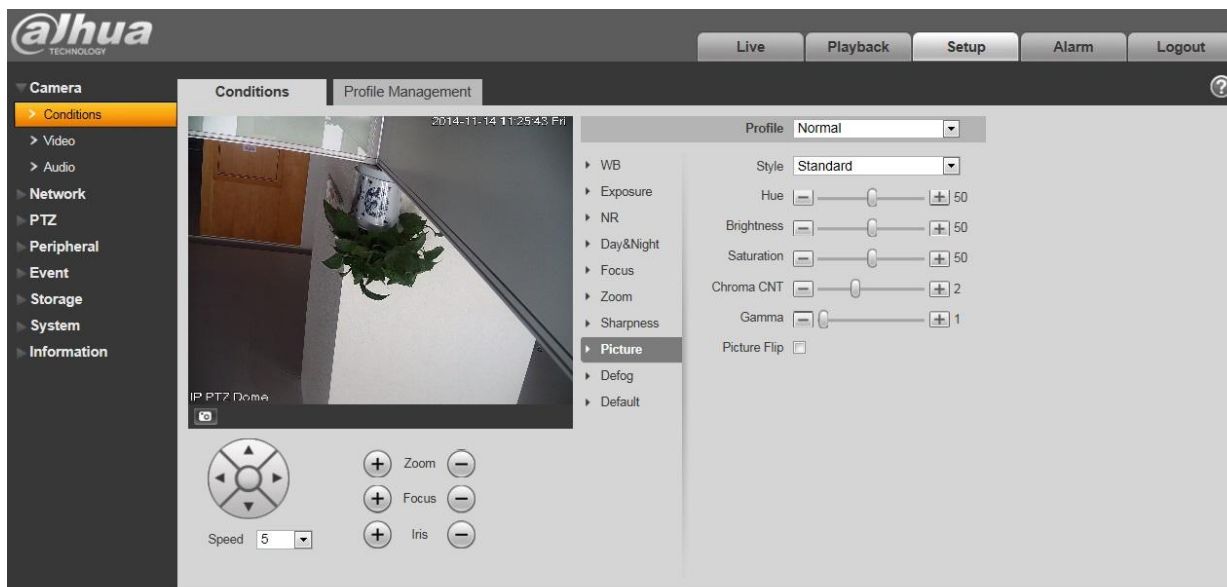 alhua
TECHNOLOGY
Live Playback Setup Alarm Logout
Camera
Conditions
Video
Audio
Network
PTZ
Peripheral
Event
Storage
System
Information
Conditions Profile Management
?
2014-11-14 11:25:43 Fri
IP PTZ Dome
Zoom
Focus
Speed 5
Iris
WB
Exposure
NR
Day&Night
Focus
Zoom
Sharpness
Picture
Defog
Default
Profile Normal
Style Standard
Hue 50
Brightness 50
Saturation 50
Chroma CNT 2
Gamma 1
Picture Flip